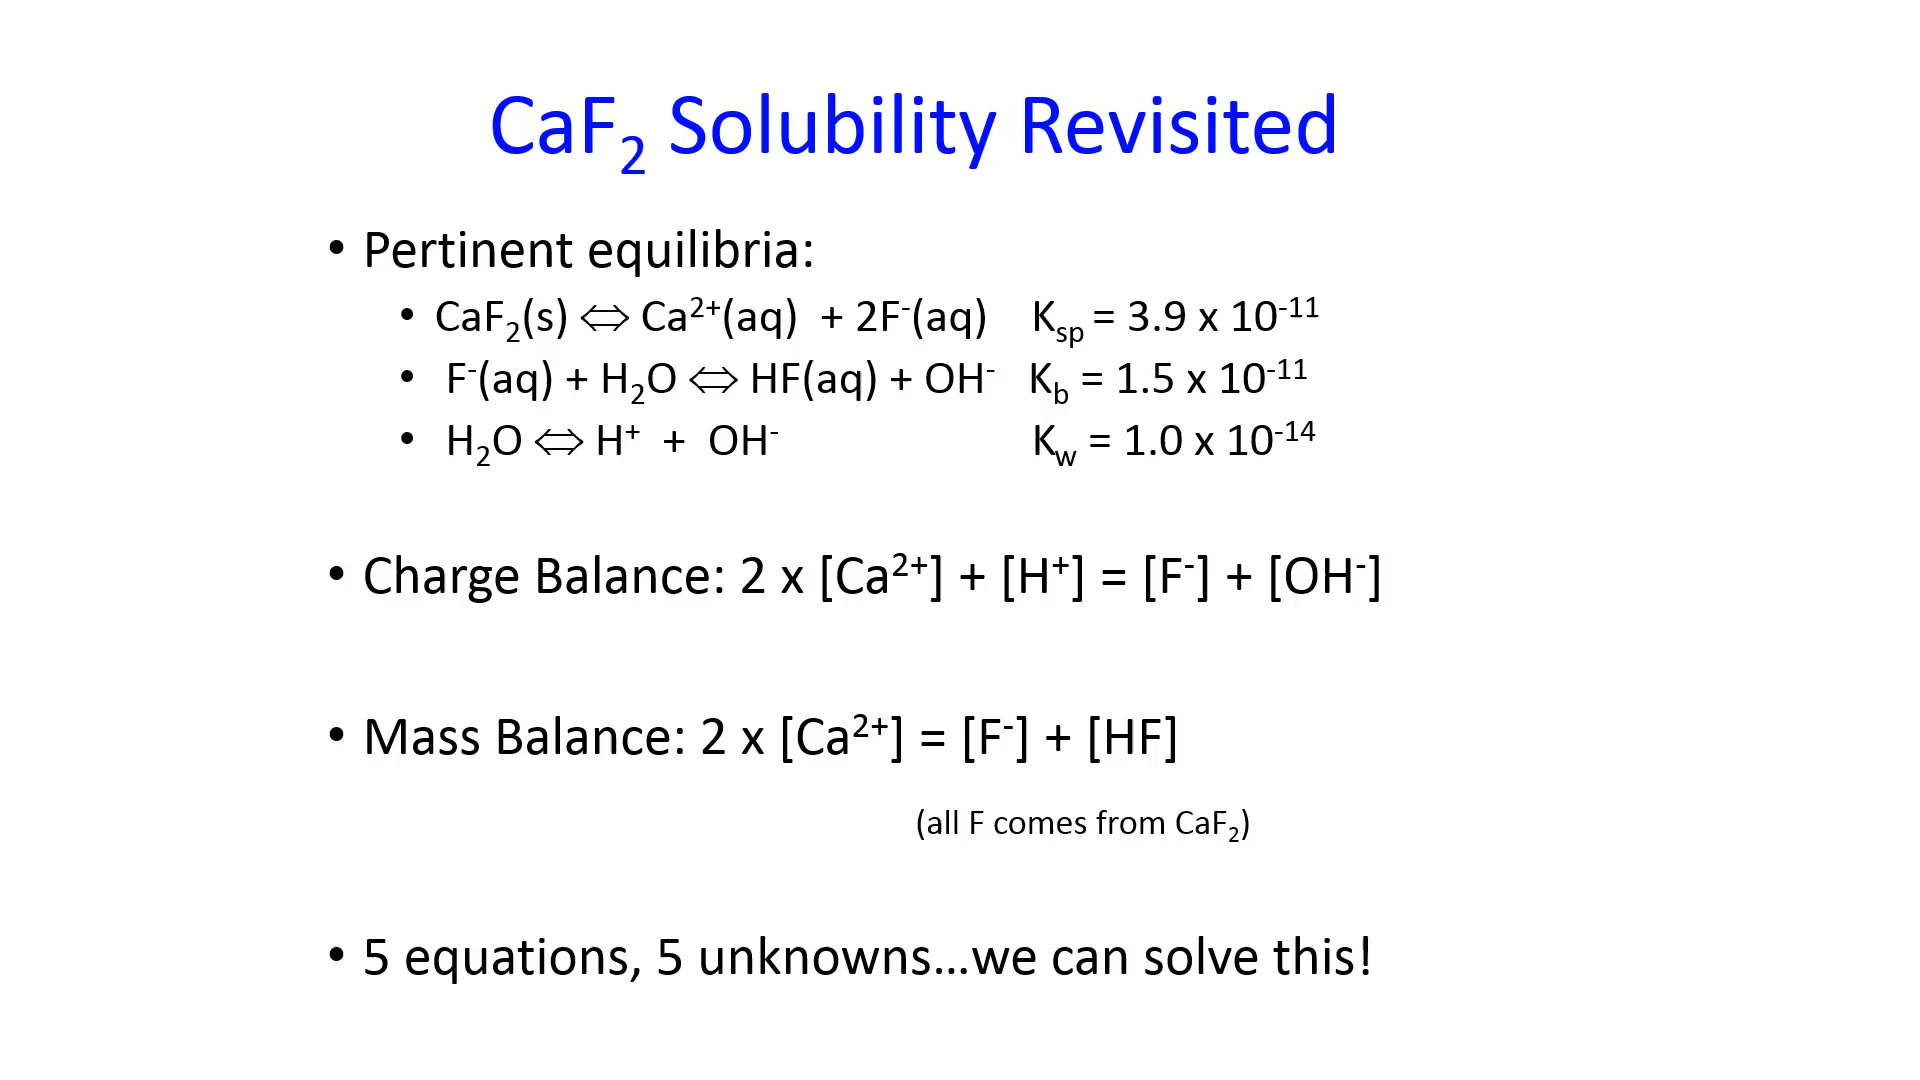 CaF₂ Solubility Revisited
• Pertinent equilibria:
• CaF₂(s) ⇔ Ca²⁺(aq) + 2F⁻(aq) Kₛₚ = 3.9 x 10⁻¹¹
• F⁻(aq) + H₂O ⇔ HF(aq) + OH⁻ K_b = 1.5 x 10⁻¹¹
• H₂O ⇔ H⁺ + OH⁻ K_w = 1.0 x 10⁻¹⁴
• Charge Balance: 2 x [Ca²⁺] + [H⁺] = [F⁻] + [OH⁻]
• Mass Balance: 2 x [Ca²⁺] = [F⁻] + [HF]
(all F comes from CaF₂)
• 5 equations, 5 unknowns...we can solve this!